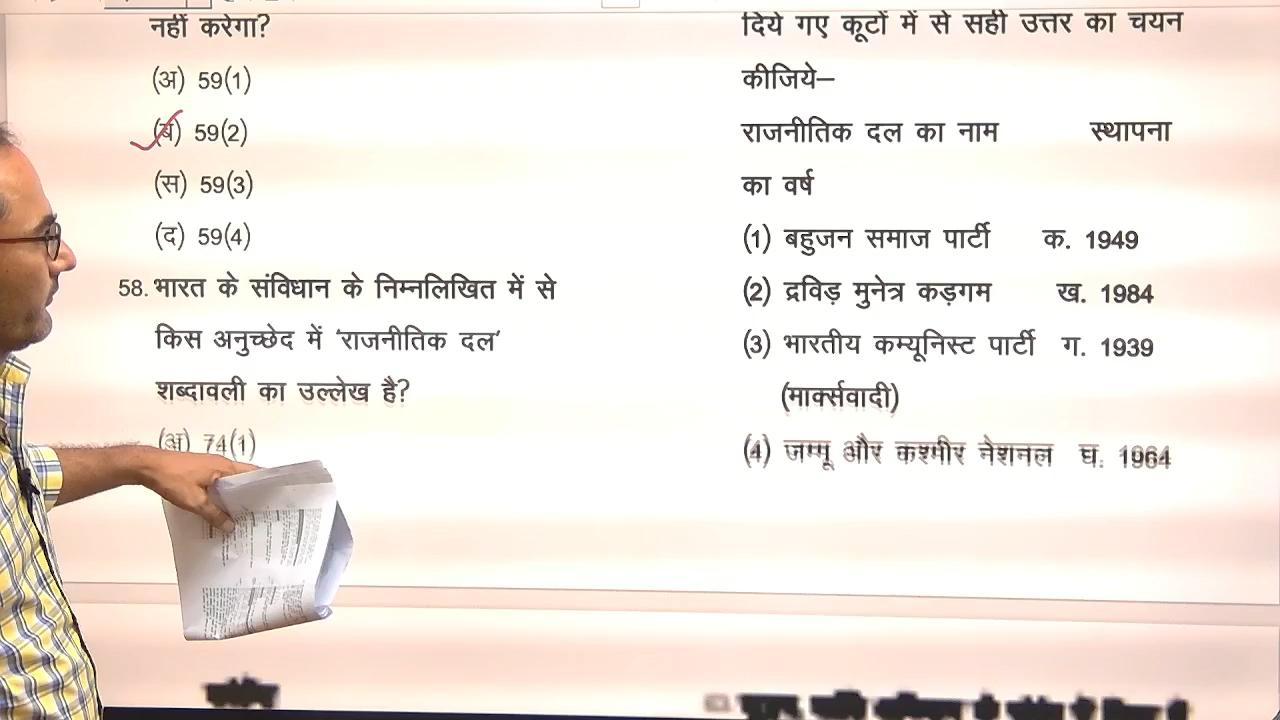 नहीं करेगा?
(अ) 59(1)
(ब) 59(2)
(स) 59(3)
(द) 59(4)
58. भारत के संविधान के निम्नलिखित में से
किस अनुच्छेद में ‘राजनीतिक दल’
शब्दावली का उल्लेख है?
(अ) 74(1)
दिये गए कूटों में से सही उत्तर का चयन
कीजिये–
राजनीतिक दल का नाम स्थापना
का वर्ष
(1) बहुजन समाज पार्टी क. 1949
(2) द्रविड़ मुनेत्र कड़गम ख. 1984
(3) भारतीय कम्यूनिस्ट पार्टी ग. 1939
(मार्क्सवादी)
(4) जम्मू और कश्मीर नेशनल घ. 1964